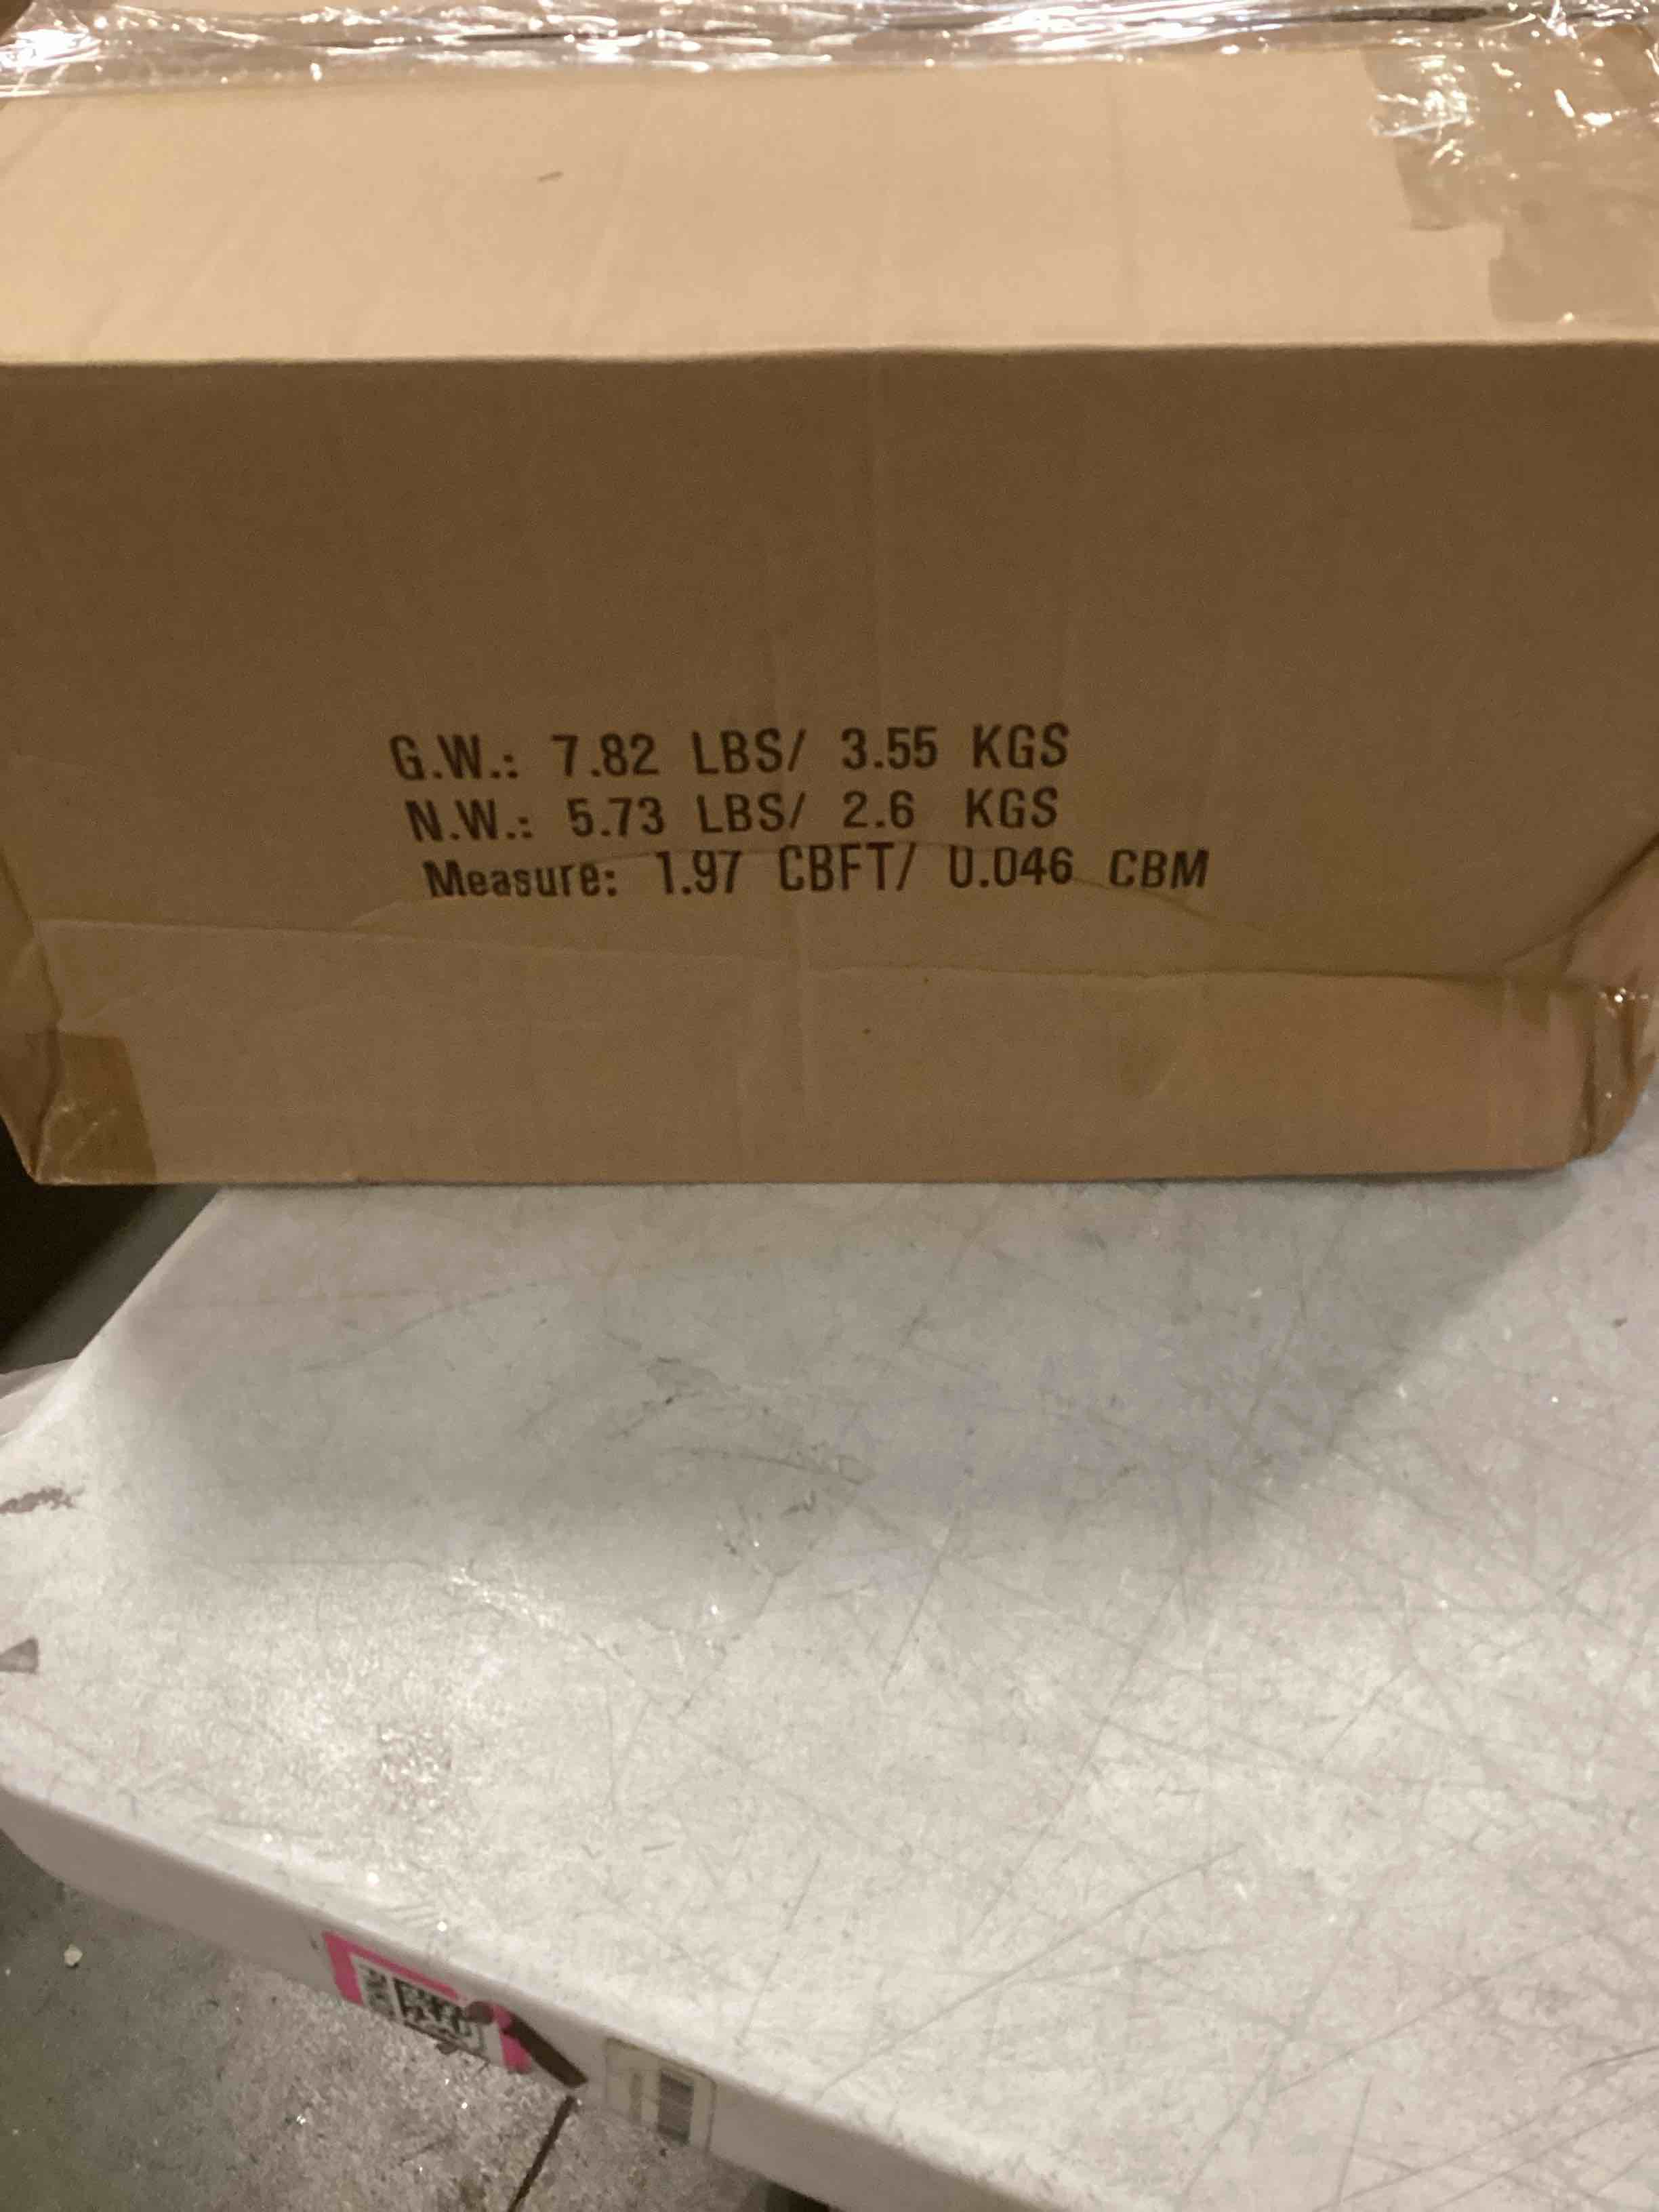 G.W.: 7.82 LBS/ 3.55 KGS
N.W.: 5.73 LBS/ 2.6 KGS
Measure: 1.97 CBFT/ 0.046 CBM